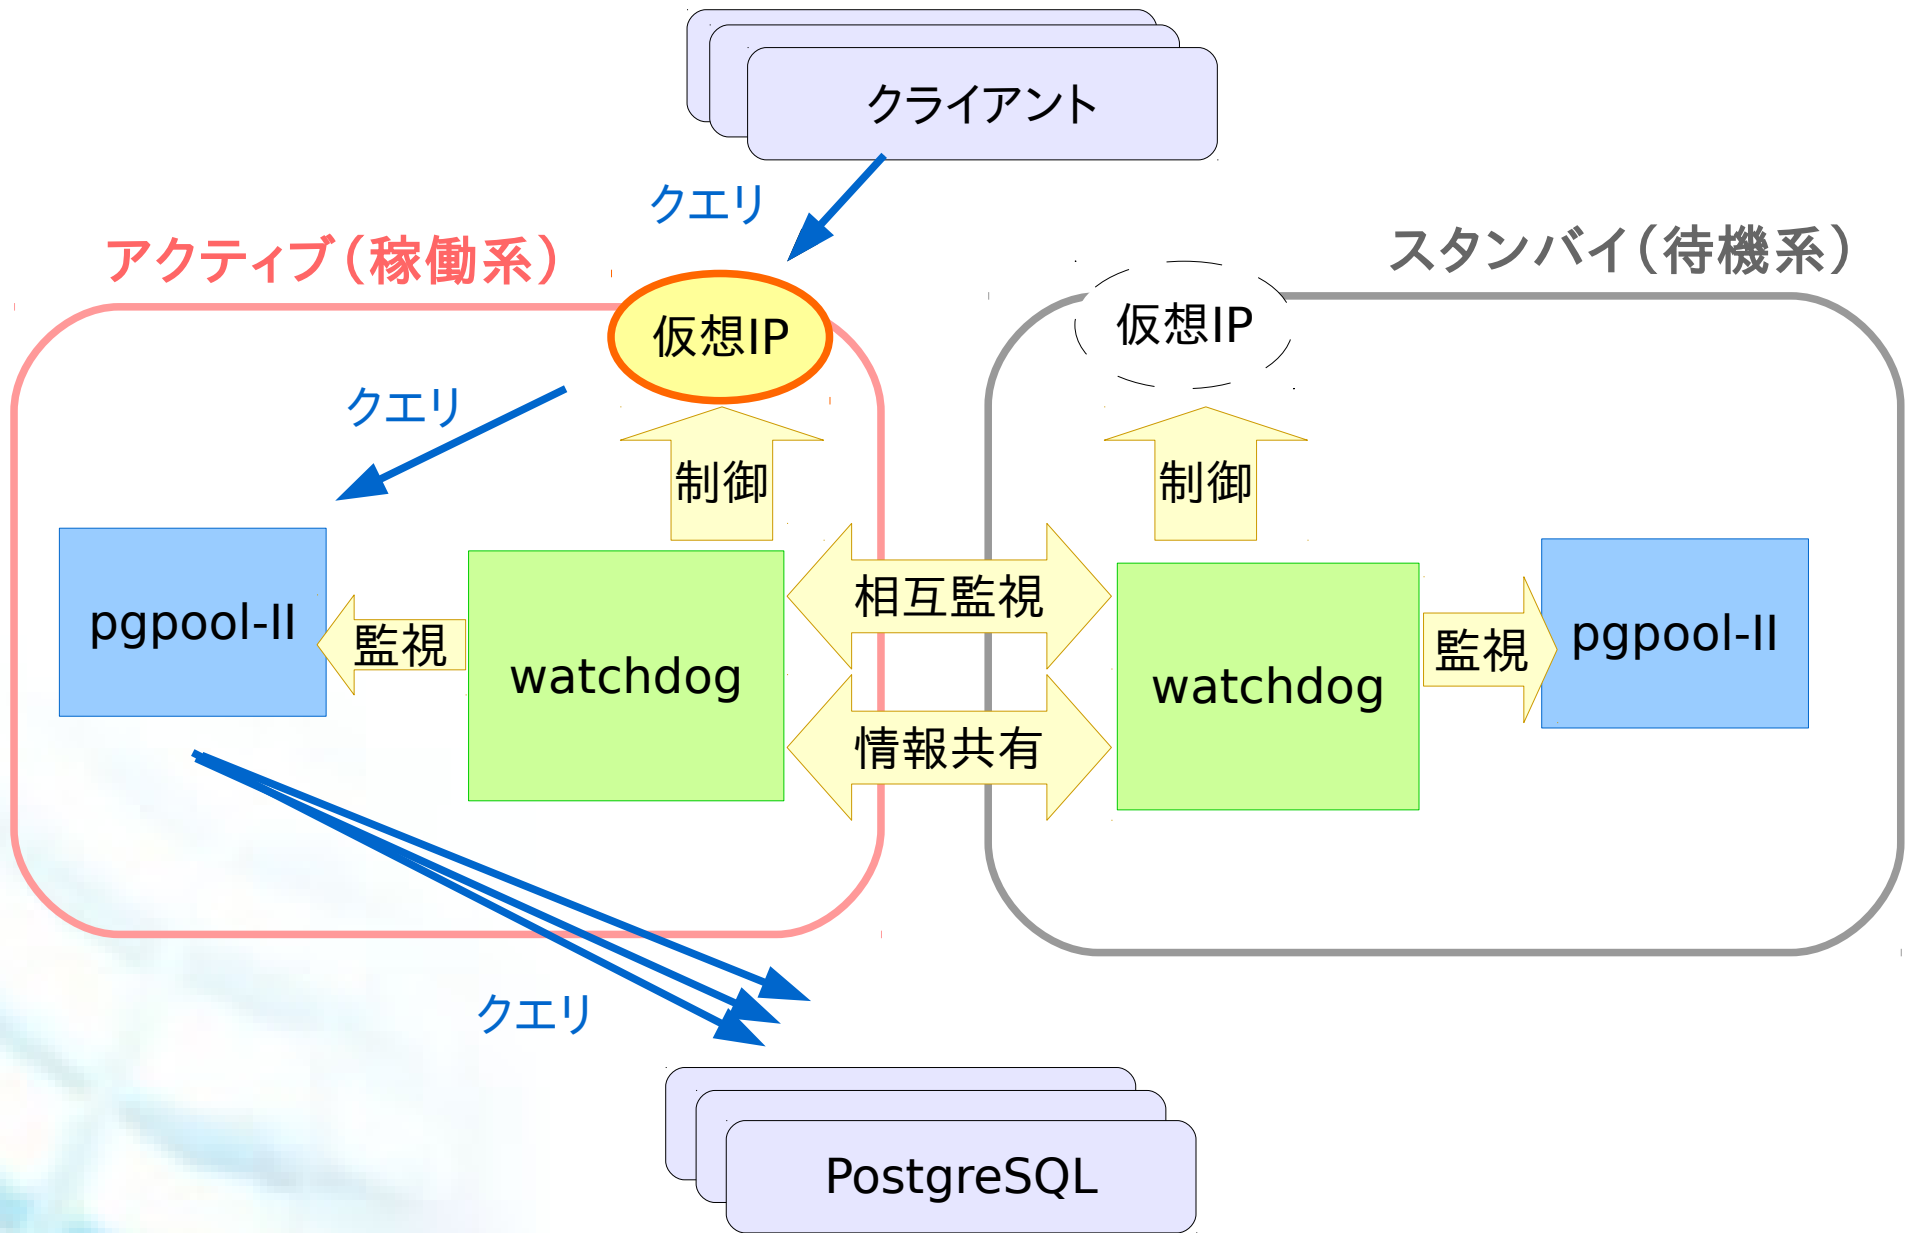 クライアント
クエリ
アクティブ（稼働系）
スタンバイ（待機系）
仮想IP
仮想IP
クエリ
制御
制御
pgpool-II
監視
watchdog
相互監視
情報共有
watchdog
監視
pgpool-II
クエリ
PostgreSQL